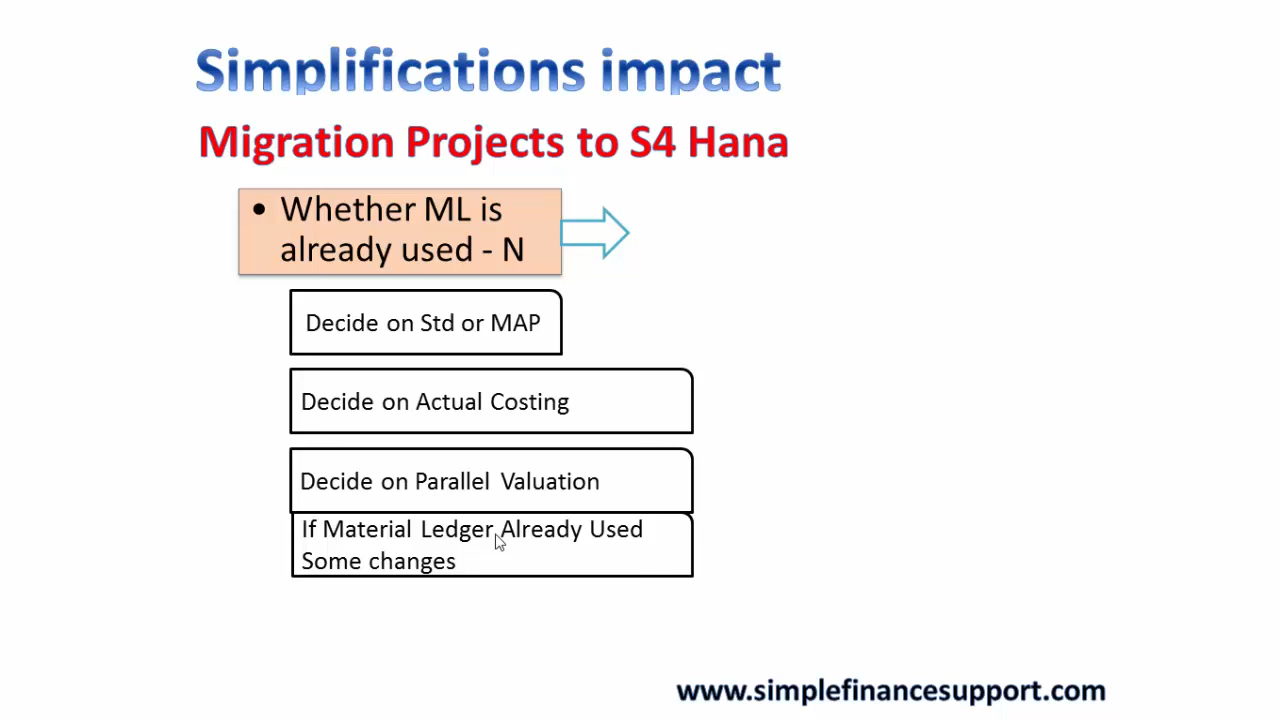 Simplifications impact
Migration Projects to S4 Hana
• Whether ML is
already used - N
Decide on Std or MAP
Decide on Actual Costing
Decide on Parallel Valuation
If Material Ledger Already Used
Some changes
www.simplefinancesupport.com